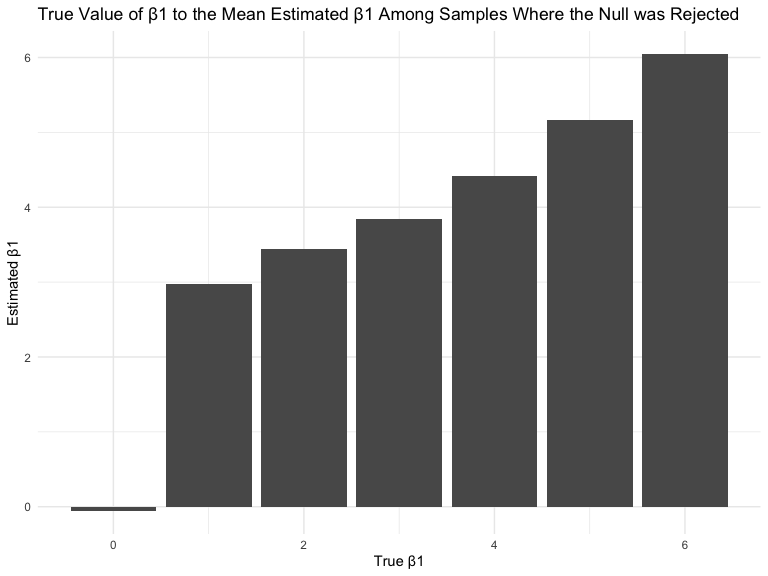 True Value of β1 to the Mean Estimated β1 Among Samples Where the Null was Rejected
6
4
2
0
Estimated β1
0 2 4 6
True β1